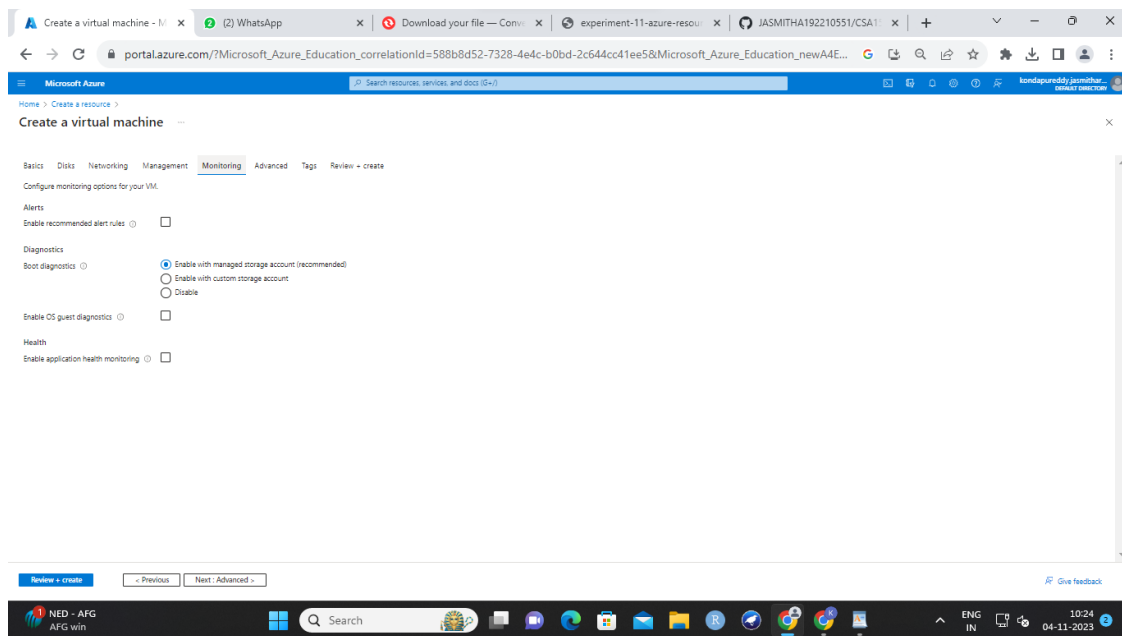 Create a virtual machine - M
(2) WhatsApp
Download your file — Conv
experiment-11-azure-resour
JASMITHA192210551/CSA1
portal.azure.com/?Microsoft_Azure_Education_correlationId=588b8d52-7328-4e4c-b0bd-2c644cc41ee5&Microsoft_Azure_Education_newA4E...
Microsoft Azure
Search resources, services, and docs (G+/)
kondapureddy.jasmithar...
DEFAULT DIRECTORY
Home > Create a resource >
Create a virtual machine ...
Basics Disks Networking Management Monitoring Advanced Tags Review + create
Configure monitoring options for your VM.
Alerts
Enable recommended alert rules
Diagnostics
Boot diagnostics
Enable with managed storage account (recommended)
Enable with custom storage account
Disable
Enable OS guest diagnostics
Health
Enable application health monitoring
Review + create
< Previous
Next : Advanced >
Give feedback
1
NED - AFG
AFG win
Search
R
K
ENG
IN
10:24
04-11-2023
2